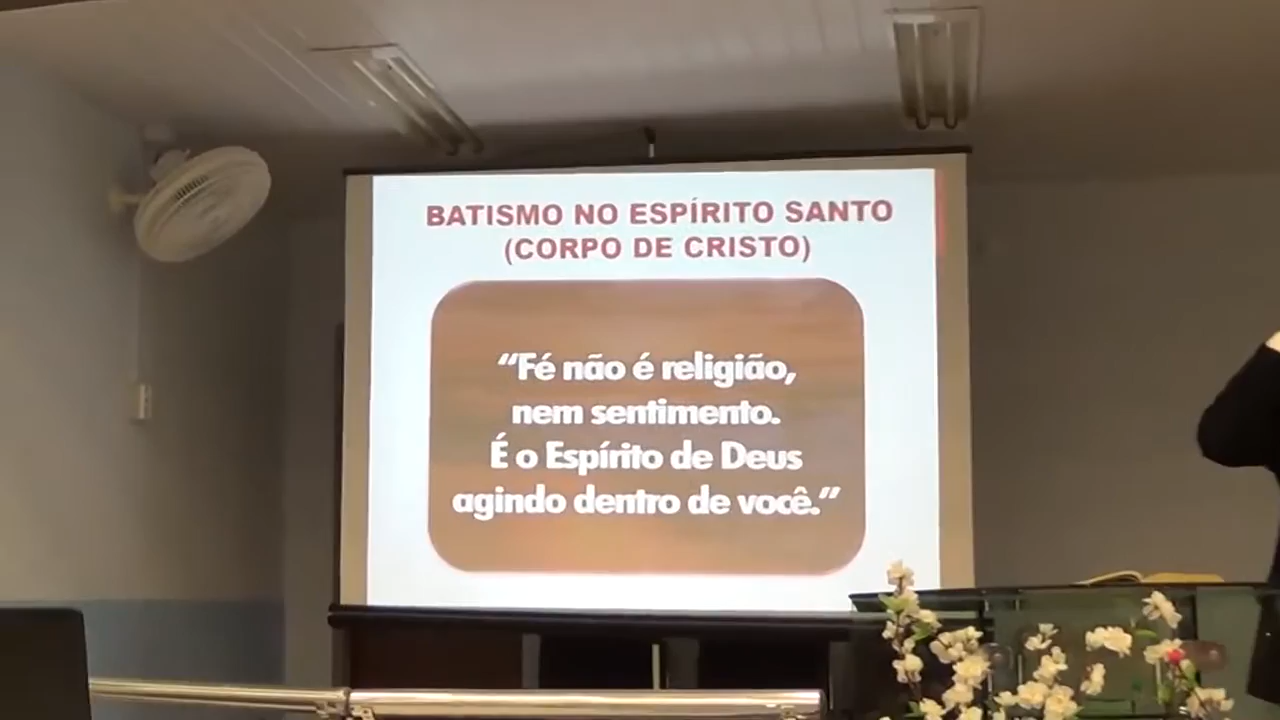 BATISMO NO ESPÍRITO SANTO
(CORPO DE CRISTO)
“Fé não é religião,
nem sentimento.
É o Espírito de Deus
agindo dentro de você.”